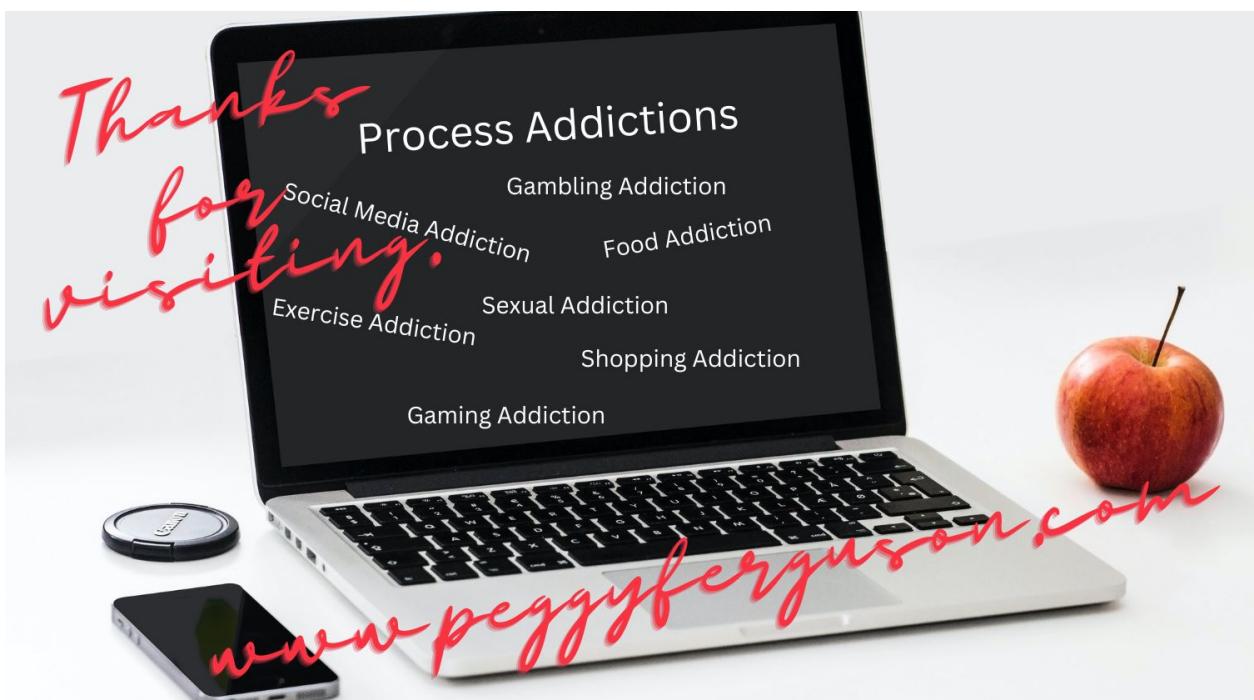 Thanks
for
visiting.
Process Addictions
Gambling Addiction
Social Media Addiction
Food Addiction
Exercise Addiction
Sexual Addiction
Shopping Addiction
Gaming Addiction
www.peggyferguson.com